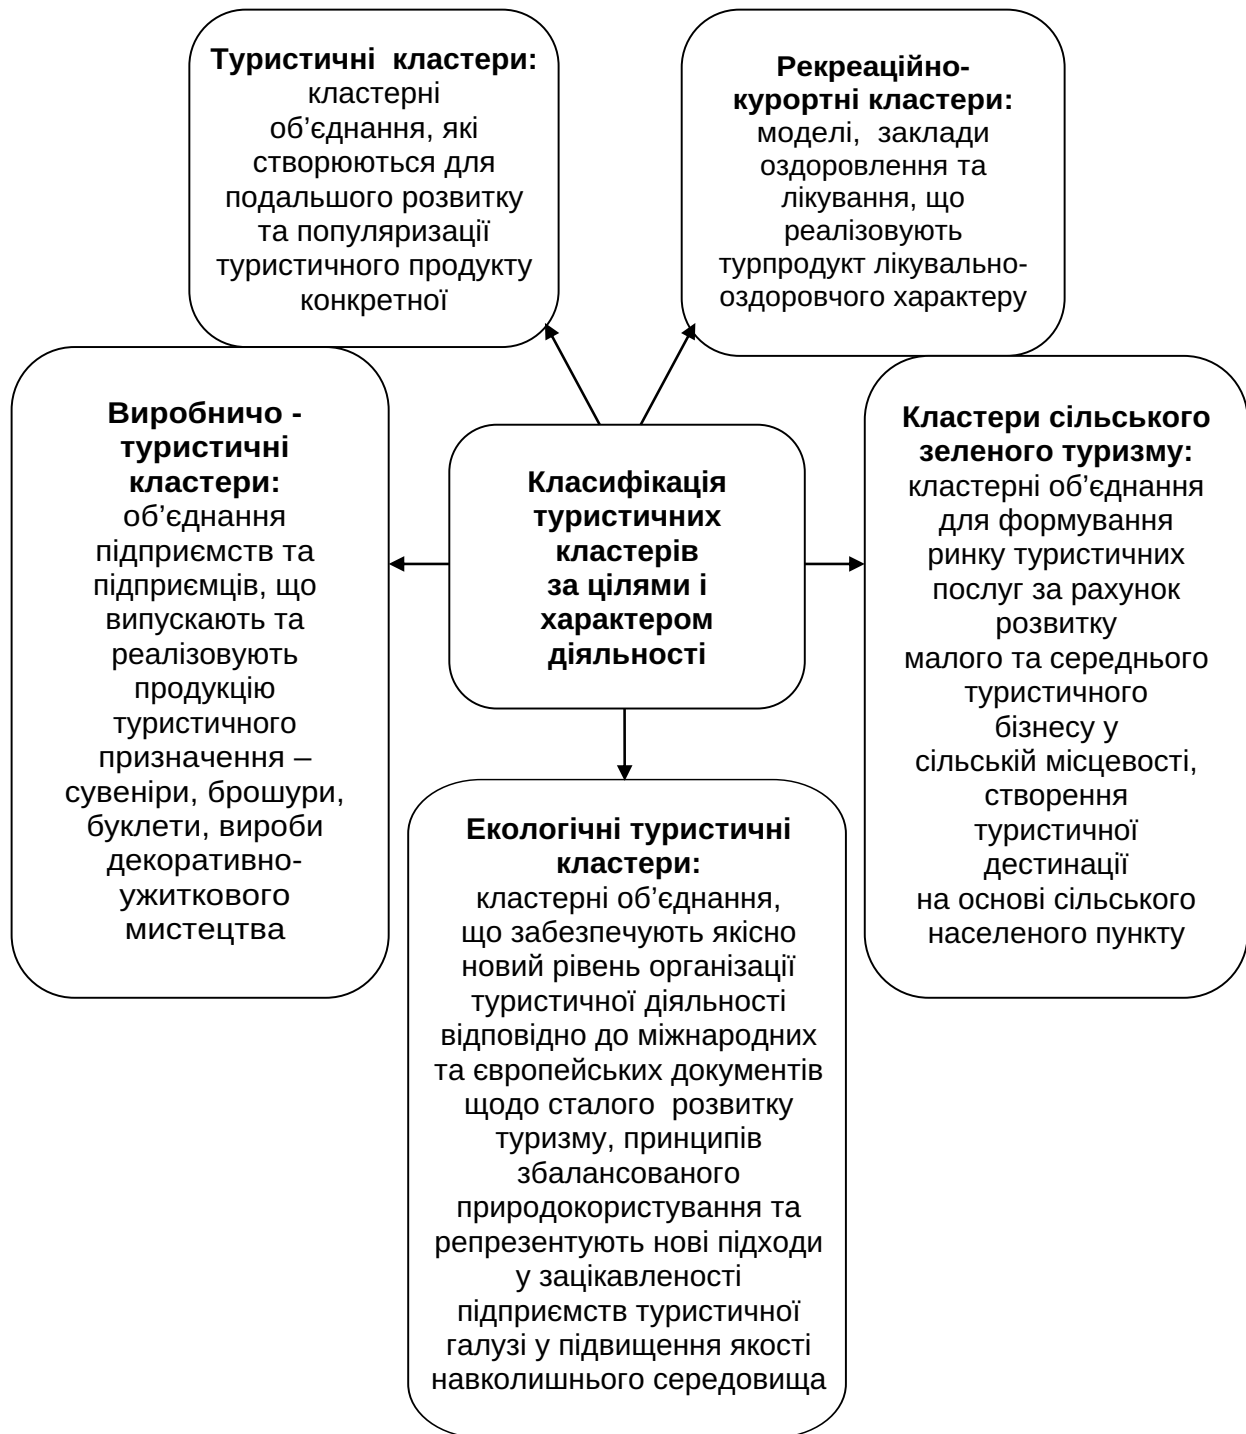 Туристичні кластери:
кластерні
об’єднання, які
створюються для
подальшого розвитку
та популяризації
туристичного продукту
конкретної
Рекреаційно-
курортні кластери:
моделі, заклади
оздоровлення та
лікування, що
реалізовують
турпродукт лікувально-
оздоровчого характеру
Виробничо -
туристичні
кластери:
об’єднання
підприємств та
підприємців, що
випускають та
реалізовують
продукцію
туристичного
призначення –
сувеніри, брошури,
буклети, вироби
декоративно-
ужиткового
мистецтва
Класифікація
туристичних
кластерів
за цілями і
характером
діяльності
Кластери сільського
зеленого туризму:
кластерні об’єднання
для формування
ринку туристичних
послуг за рахунок
розвитку
малого та середнього
туристичного
бізнесу у
сільській місцевості,
створення
туристичної
дестинації
на основі сільського
населеного пункту
Екологічні туристичні
кластери:
кластерні об’єднання,
що забезпечують якісно
новий рівень організації
туристичної діяльності
відповідно до міжнародних
та європейських документів
щодо сталого розвитку
туризму, принципів
збалансованого
природокористування та
репрезентують нові підходи
у зацікавленості
підприємств туристичної
галузі у підвищення якості
навколишнього середовища